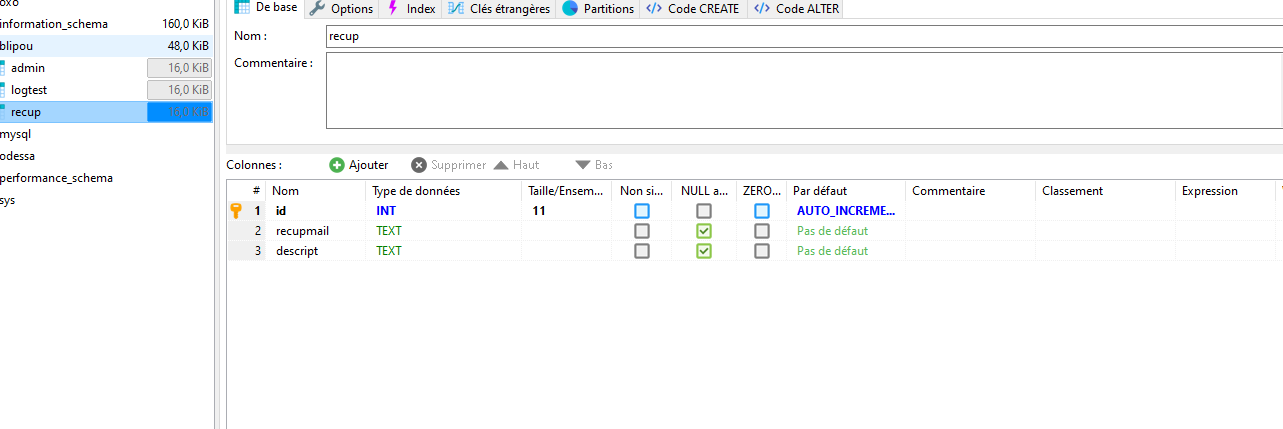 oxo
information_schema 160,0 KiB
blipou 48,0 KiB
admin 16,0 KiB
logtest 16,0 KiB
recup 16,0 KiB
mysql
odessa
performance_schema
sys
De base Options Index Clés étrangères Partitions Code CREATE Code ALTER
Nom : recup
Commentaire :
Colonnes : Ajouter Supprimer Haut Bas
# Nom Type de données Taille/Ensem... Non si... NULL a... ZERO... Par défaut Commentaire Classement Expression
1 id INT 11 AUTO_INCREME...
2 recupmail TEXT Pas de défaut
3 descript TEXT Pas de défaut